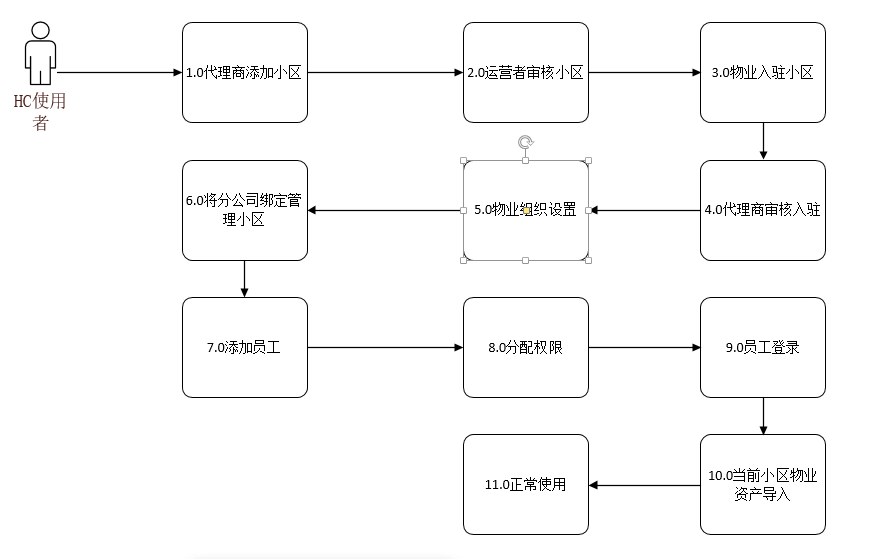 HC使用
者
1.0代理商添加小区
2.0运营者审核小区
3.0物业入驻小区
4.0代理商审核入驻
5.0物业组织设置
6.0将分公司绑定管
理小区
7.0添加员工
8.0分配权限
9.0员工登录
10.0当前小区物业
资产导入
11.0正常使用